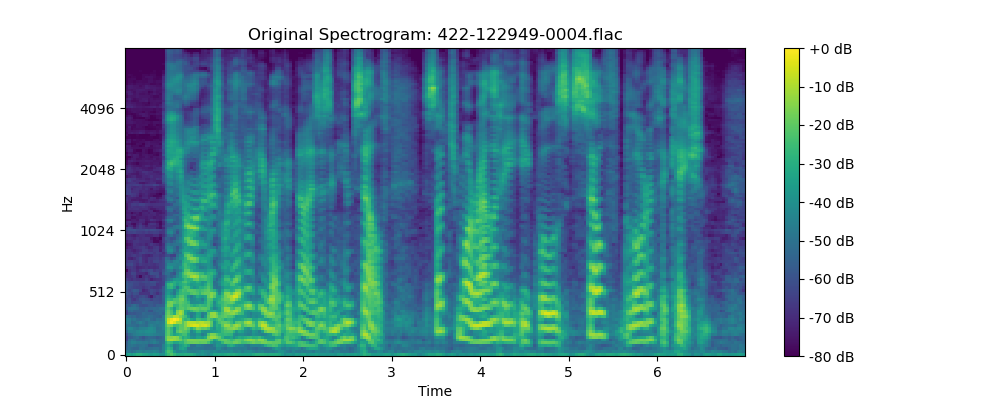 Original Spectrogram: 422-122949-0004.flac
Hz
4096
2048
1024
512
0
0 1 2 3 4 5 6
Time
+0 dB
-10 dB
-20 dB
-30 dB
-40 dB
-50 dB
-60 dB
-70 dB
-80 dB